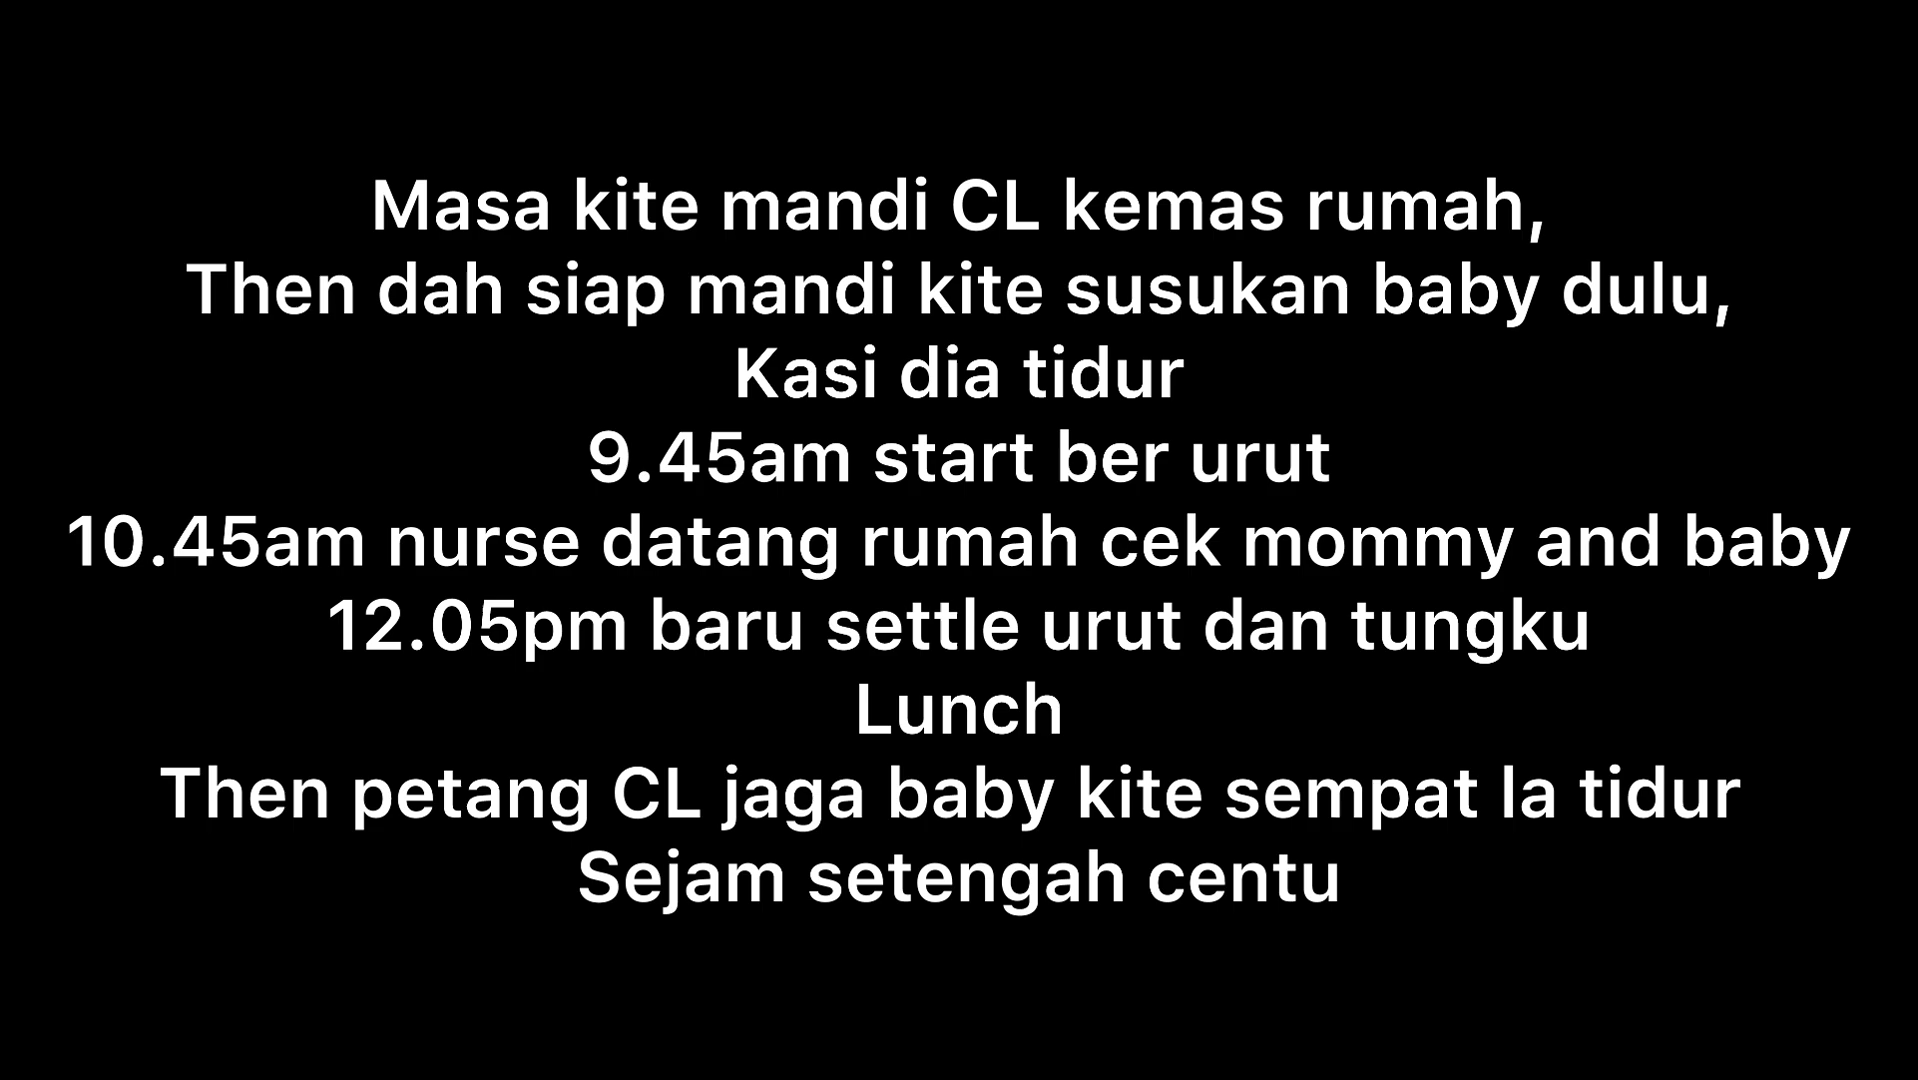 Masa kite mandi CL kemas rumah,
Then dah siap mandi kite susukan baby dulu,
Kasi dia tidur
9.45am start ber urut
10.45am nurse datang rumah cek mommy and baby
12.05pm baru settle urut dan tungku
Lunch
Then petang CL jaga baby kite sempat la tidur
Sejam setengah centu